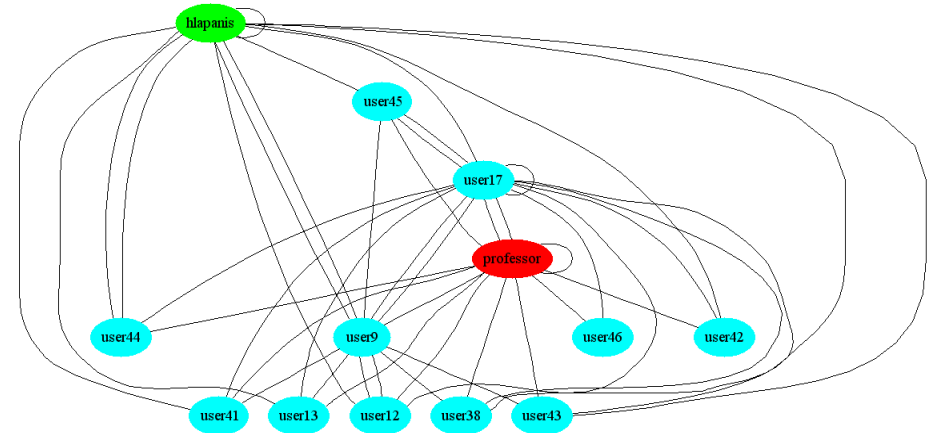 hlapanis
user45
user17
professor
user44
user9
user46
user42
user41
user13
user12
user38
user43